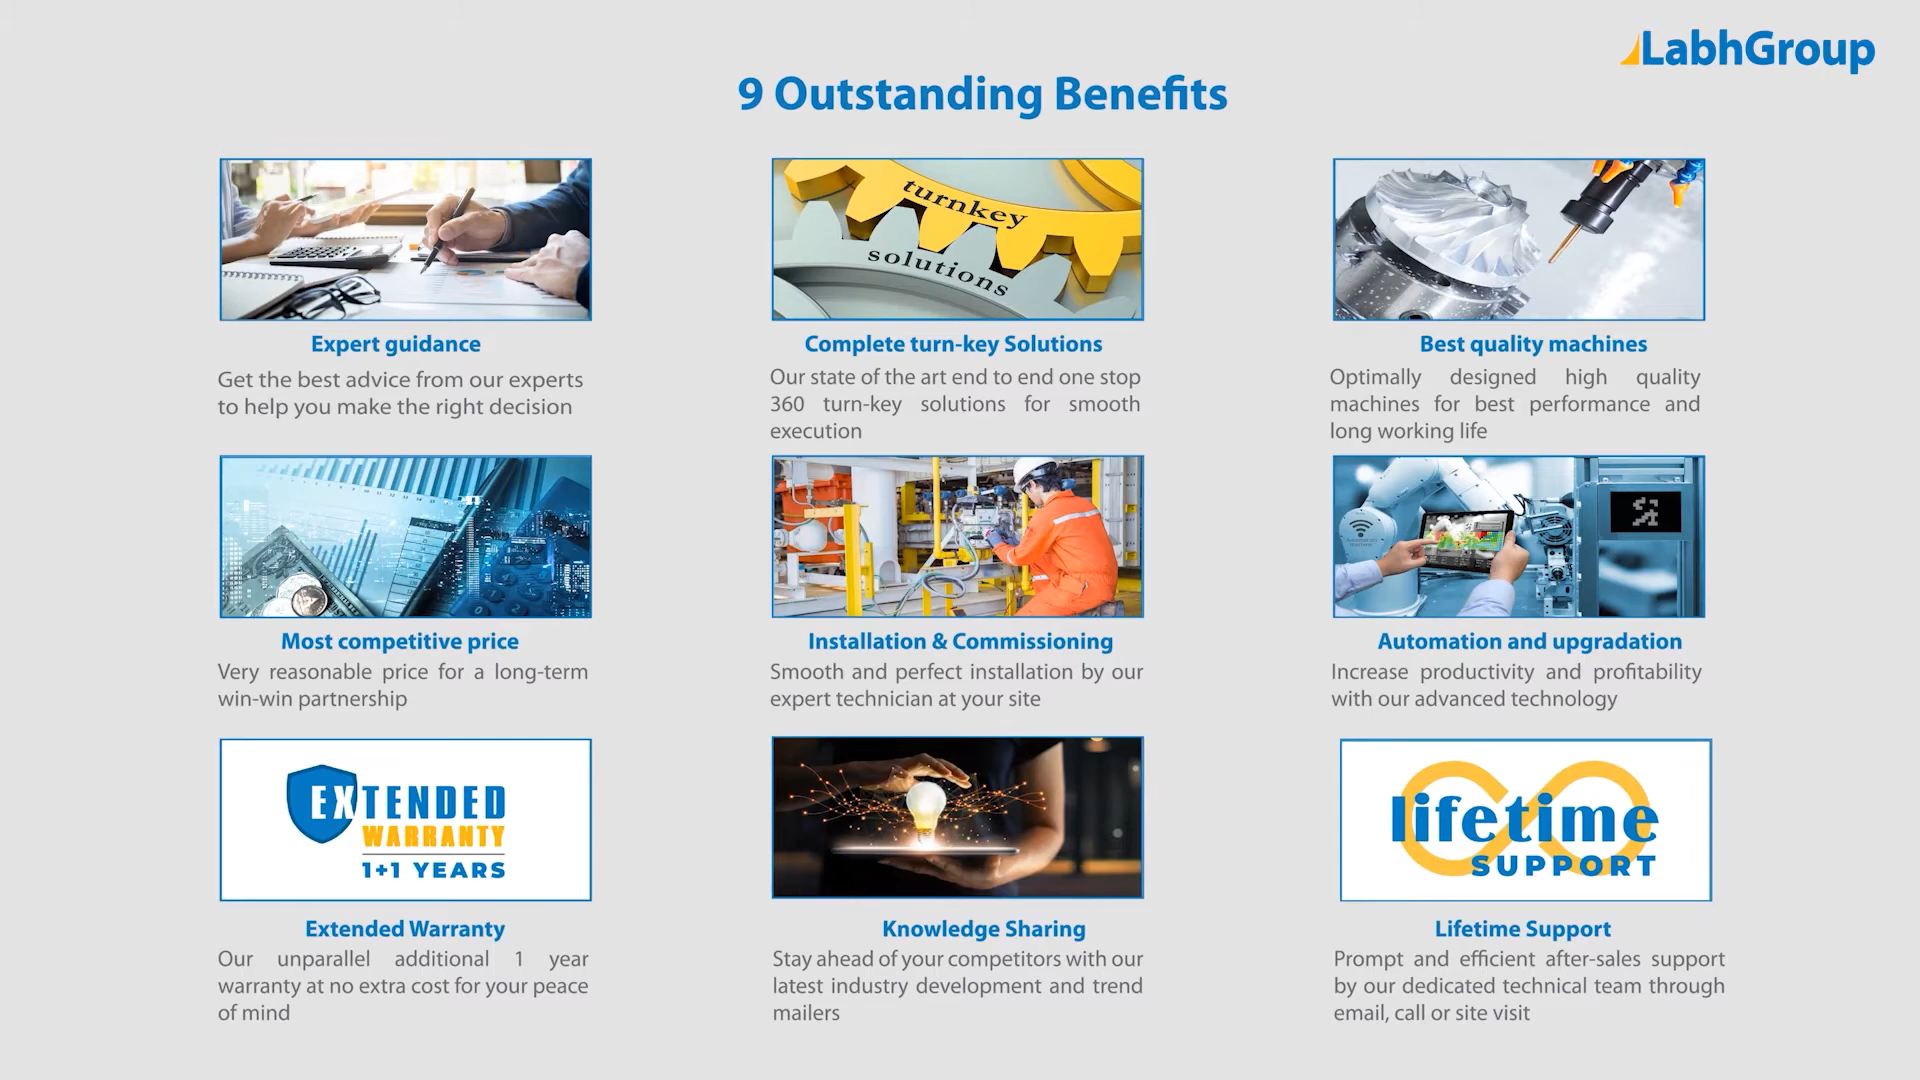 LabhGroup
9 Outstanding Benefits
turnkey
solutions
Expert guidance
Get the best advice from our experts
to help you make the right decision
Complete turn-key Solutions
Our state of the art end to end one stop
360 turn-key solutions for smooth
execution
Best quality machines
Optimally designed high quality
machines for best performance and
long working life
Most competitive price
Very reasonable price for a long-term
win-win partnership
Installation & Commissioning
Smooth and perfect installation by our
expert technician at your site
Automation and upgradation
Increase productivity and profitability
with our advanced technology
EXTENDED
WARRANTY
1+1 YEARS
Extended Warranty
Our unparallel additional 1 year
warranty at no extra cost for your peace
of mind
Knowledge Sharing
Stay ahead of your competitors with our
latest industry development and trend
mailers
lifetime
SUPPORT
Lifetime Support
Prompt and efficient after-sales support
by our dedicated technical team through
email, call or site visit